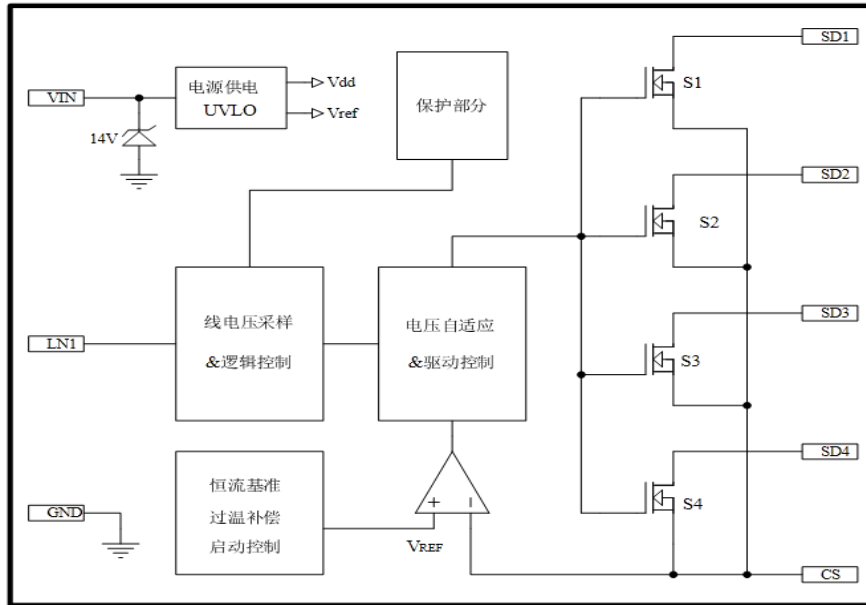 SD1
VIN
电源供电
UVLO
Vdd
Vref
14V
保护部分
S1
SD2
S2
LN1
线电压采样
&逻辑控制
电压自适应
&驱动控制
SD3
S3
SD4
S4
GND
恒流基准
过温补偿
启动控制
+
−
VREF
CS